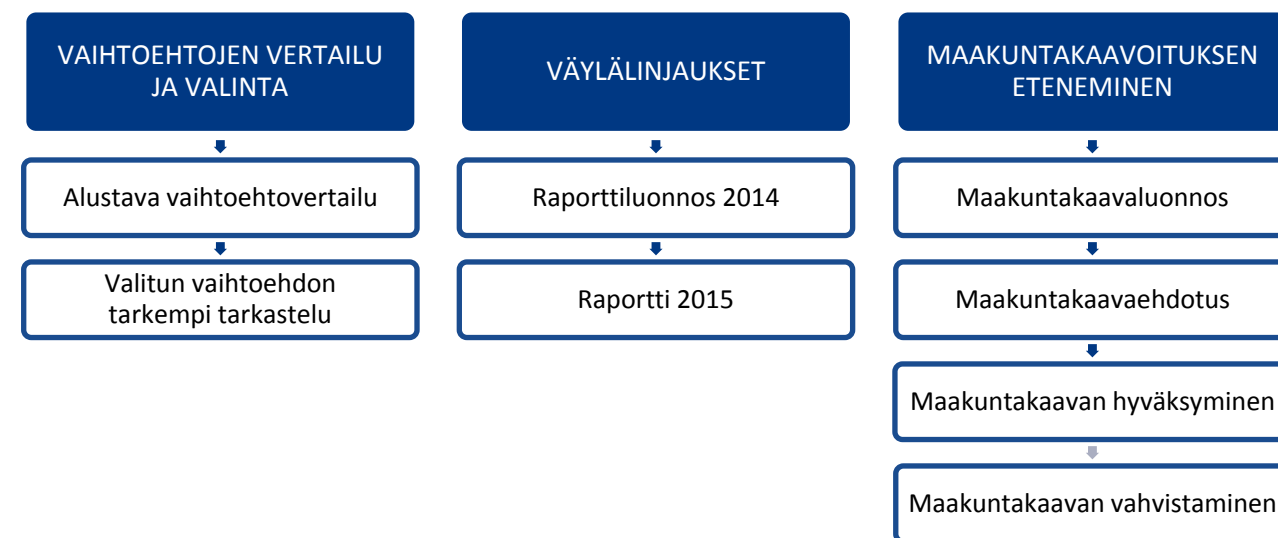 VAIHTOEHTOJEN VERTAILU
JA VALINTA
Alustava vaihtoehtovertailu
Valitun vaihtoehdon
tarkempi tarkastelu
VÄYLÄLINJAUKSET
Raporttiluonnos 2014
Raportti 2015
MAAKUNTAKAAVOITUKSEN
ETENEMINEN
Maakuntakaavaluonnos
Maakuntakaavaehdotus
Maakuntakaavan hyväksyminen
Maakuntakaavan vahvistaminen